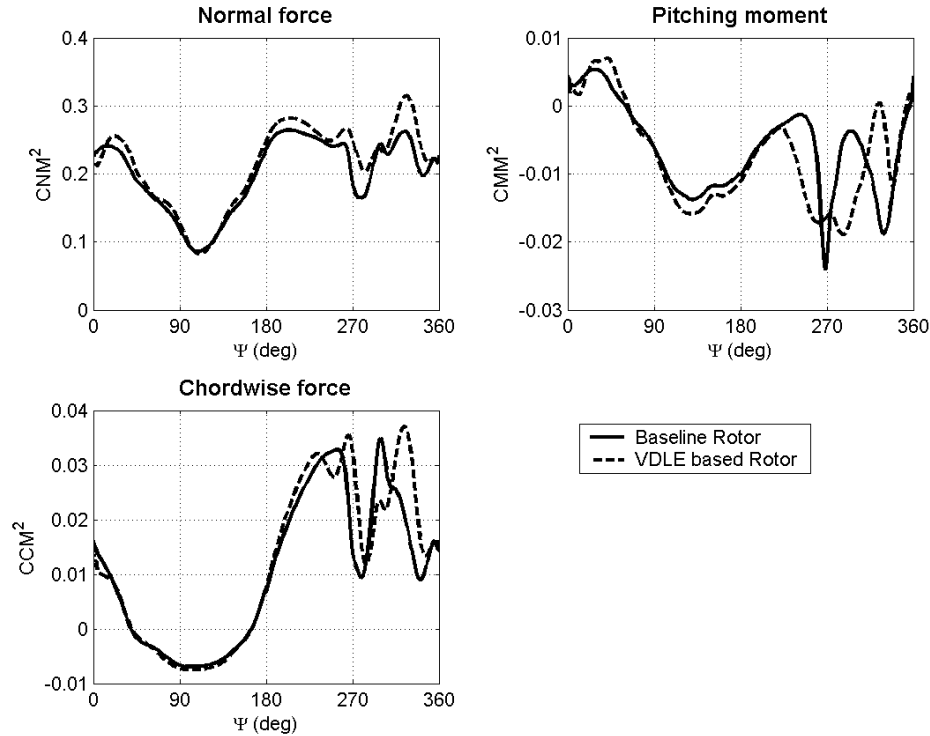 Normal force
0.4
0.3
0.2
0.1
0
CNM²
0 90 180 270 360
Ψ (deg)
Pitching moment
0.01
0
-0.01
-0.02
-0.03
CMM²
0 90 180 270 360
Ψ (deg)
Chordwise force
0.04
0.03
0.02
0.01
0
-0.01
CCM²
0 90 180 270 360
Ψ (deg)
Baseline Rotor
VDLE based Rotor